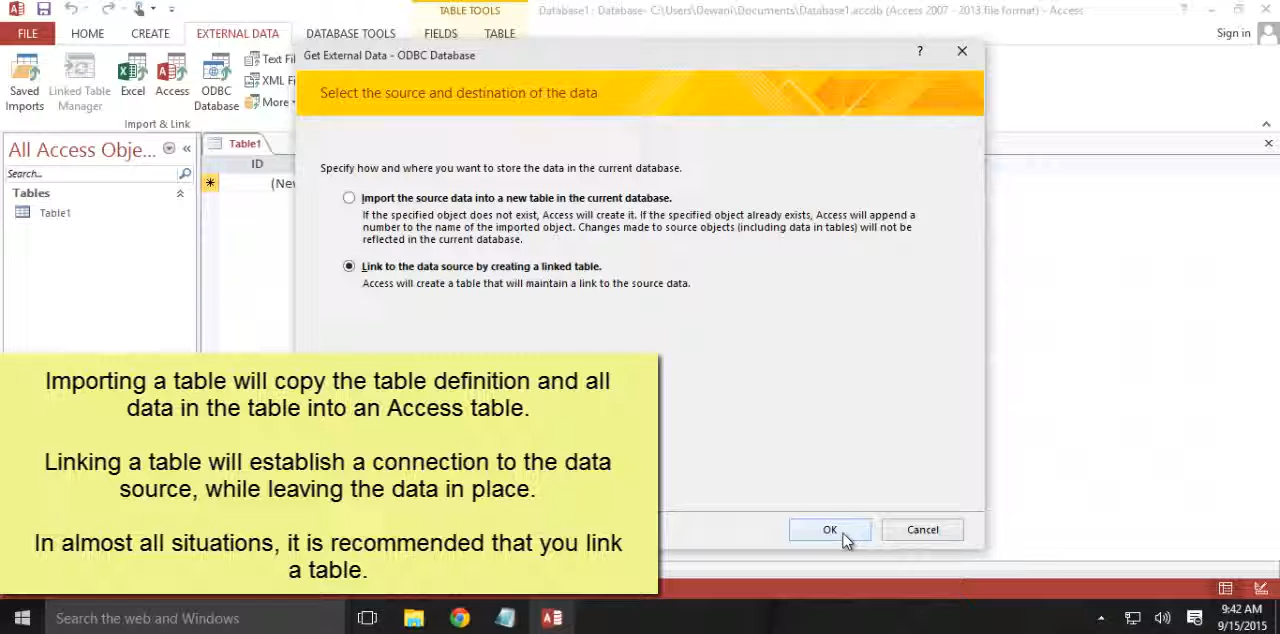 TABLE TOOLS
Database1 : Database- C:\Users\Dewani\Documents\Database1.accdb (Access 2007 - 2013 file format) - Access
FILE HOME CREATE EXTERNAL DATA DATABASE TOOLS FIELDS TABLE Sign in
Get External Data - ODBC Database
Saved Imports
Linked Table Manager
Excel
Access
ODBC Database
Text Fi
XML F
More
Import & Link
Select the source and destination of the data
All Access Obje...
Search...
Tables
Table1
Table1
ID
(Nev
Specify how and where you want to store the data in the current database.
Import the source data into a new table in the current database.
If the specified object does not exist, Access will create it. If the specified object already exists, Access will append a
number to the name of the imported object. Changes made to source objects (including data in tables) will not be
reflected in the current database.
Link to the data source by creating a linked table.
Access will create a table that will maintain a link to the source data.
Importing a table will copy the table definition and all
data in the table into an Access table.
Linking a table will establish a connection to the data
source, while leaving the data in place.
In almost all situations, it is recommended that you link
a table.
OK Cancel
Search the web and Windows
9:42 AM
9/15/2015